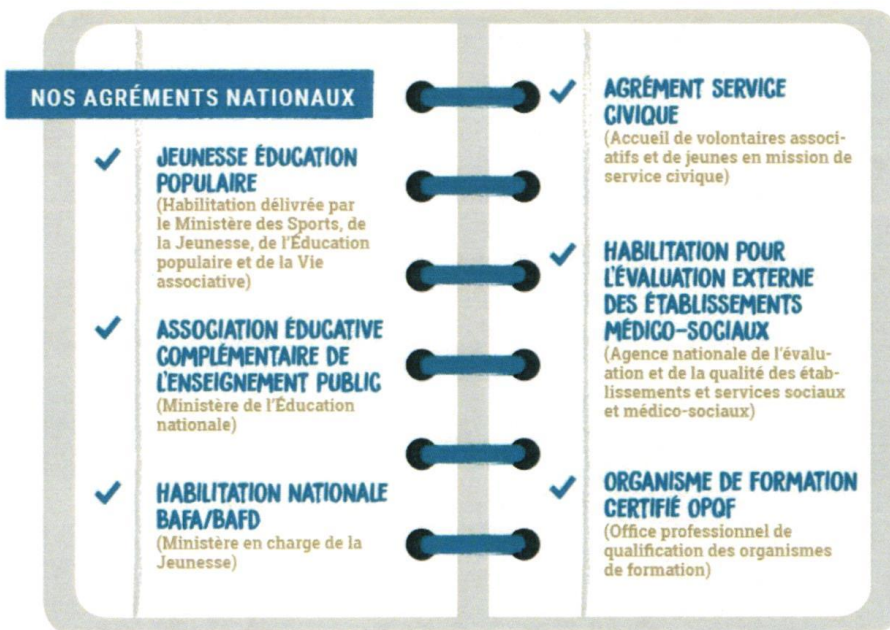 NOS AGRÉMENTS NATIONAUX
JEUNESSE ÉDUCATION
POPULAIRE
(Habilitation délivrée par
le Ministère des Sports, de
la Jeunesse, de l'Éducation
populaire et de la Vie
associative)
ASSOCIATION ÉDUCATIVE
COMPLÉMENTAIRE DE
L'ENSEIGNEMENT PUBLIC
(Ministère de l'Éducation
nationale)
HABILITATION NATIONALE
BAFA/BAFD
(Ministère en charge de la
Jeunesse)
AGRÉMENT SERVICE
CIVIQUE
(Accueil de volontaires associ-
atifs et de jeunes en mission de
service civique)
HABILITATION POUR
L'ÉVALUATION EXTERNE
DES ÉTABLISSEMENTS
MÉDICO-SOCIAUX
(Agence nationale de l'évalu-
ation et de la qualité des étab-
lissements et services sociaux
et médico-sociaux)
ORGANISME DE FORMATION
CERTIFIÉ OPQF
(Office professionnel de
qualification des organismes
de formation)